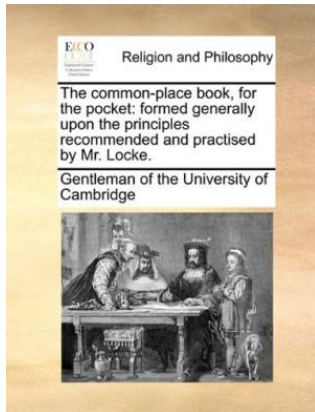 ECCO
Religion and Philosophy
The common-place book, for
the pocket: formed generally
upon the principles
recommended and practised
by Mr. Locke.
Gentleman of the University of
Cambridge